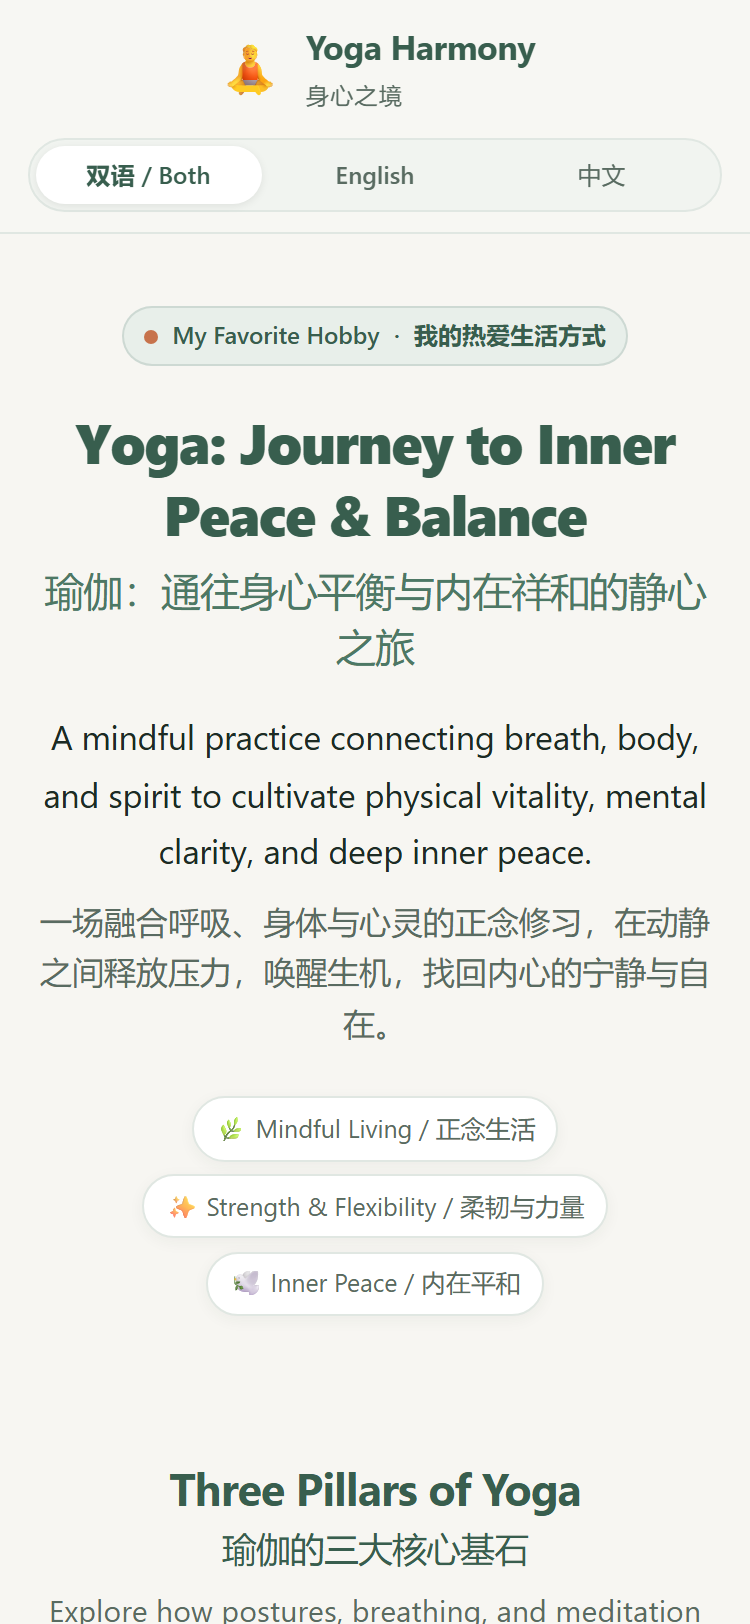 Yoga Harmony
身心之境
双语 / Both
English
中文
My Favorite Hobby · 我的热爱生活方式
Yoga: Journey to Inner
Peace & Balance
瑜伽：通往身心平衡与内在祥和的静心
之旅
A mindful practice connecting breath, body,
and spirit to cultivate physical vitality, mental
clarity, and deep inner peace.
一场融合呼吸、身体与心灵的正念修习，在动静
之间释放压力，唤醒生机，找回内心的宁静与自
在。
Mindful Living / 正念生活
Strength & Flexibility / 柔韧与力量
Inner Peace / 内在平和
Three Pillars of Yoga
瑜伽的三大核心基石
Explore how postures, breathing, and meditation